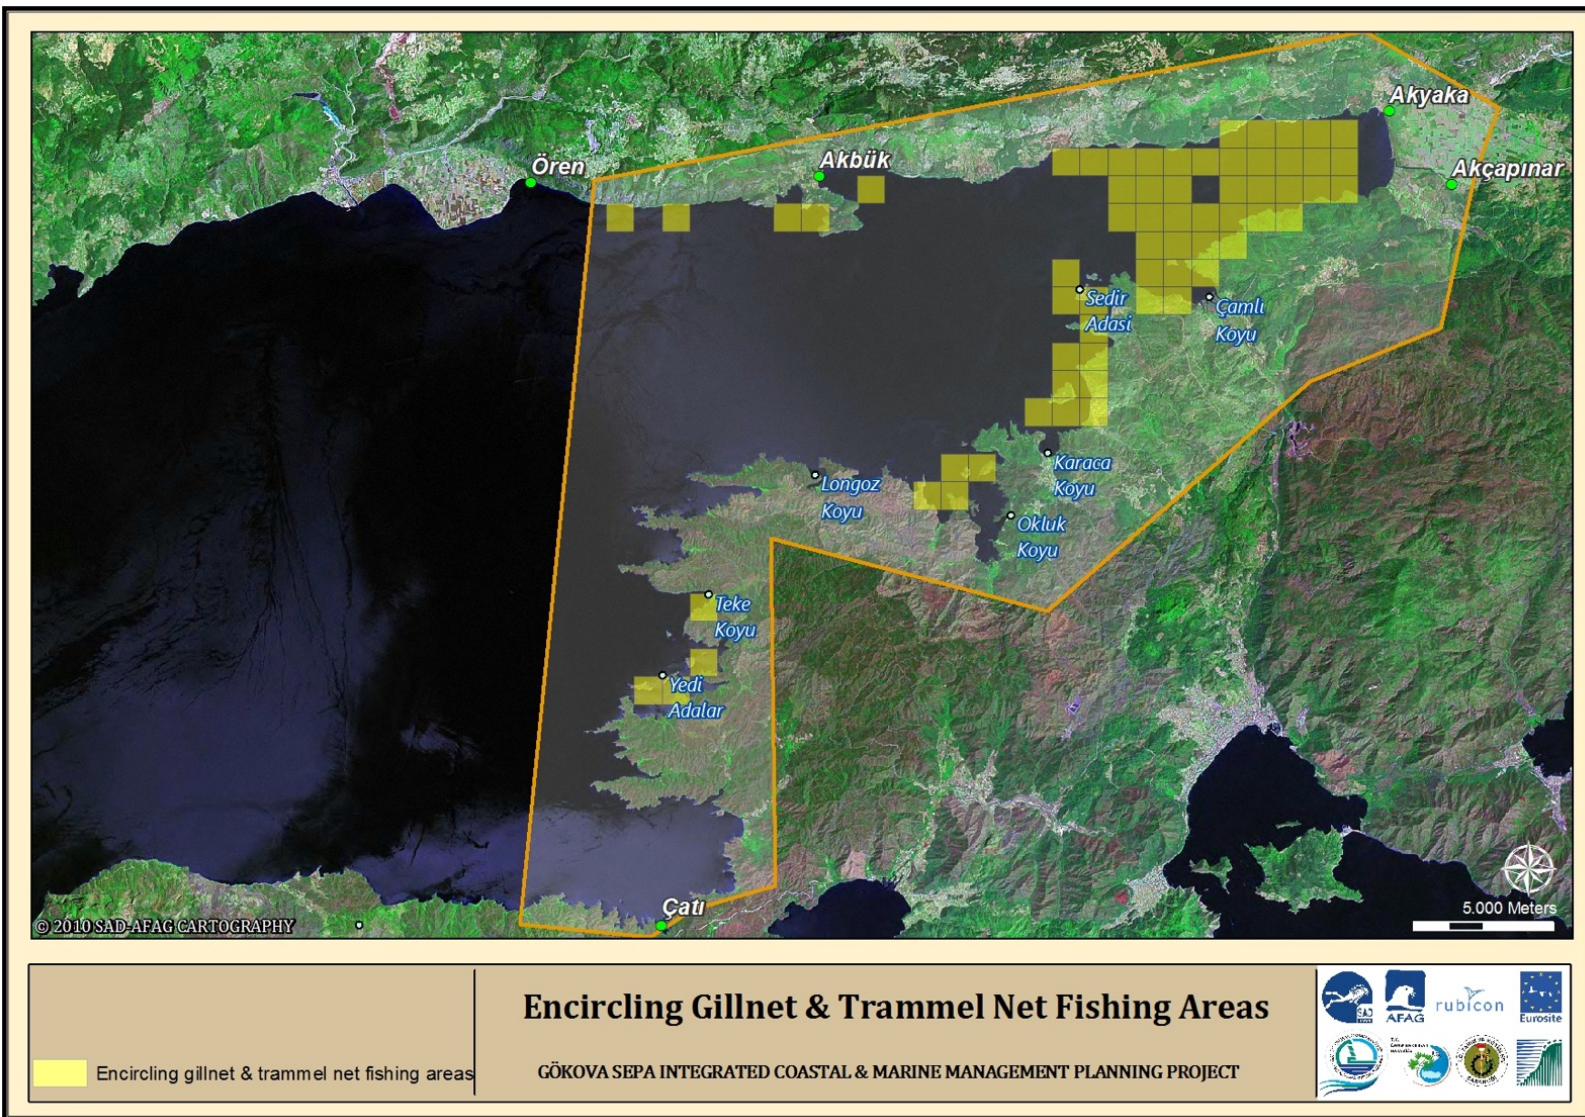 Akyaka
Ören
Akbük
Akçapınar
Sedir
Adasi
Çamlı
Koyu
Karaca
Koyu
Longoz
Koyu
Okluk
Koyu
Teke
Koyu
Yedi
Adalar
Çatı
5.000 Meters
© 2010 SAD-AFAG CARTOGRAPHY
Encircling Gillnet & Trammel Net Fishing Areas
Encircling gillnet & trammel net fishing areas
GÖKOVA SEPA INTEGRATED COASTAL & MARINE MANAGEMENT PLANNING PROJECT
SAD
AFAG
rubicon
Eurosite